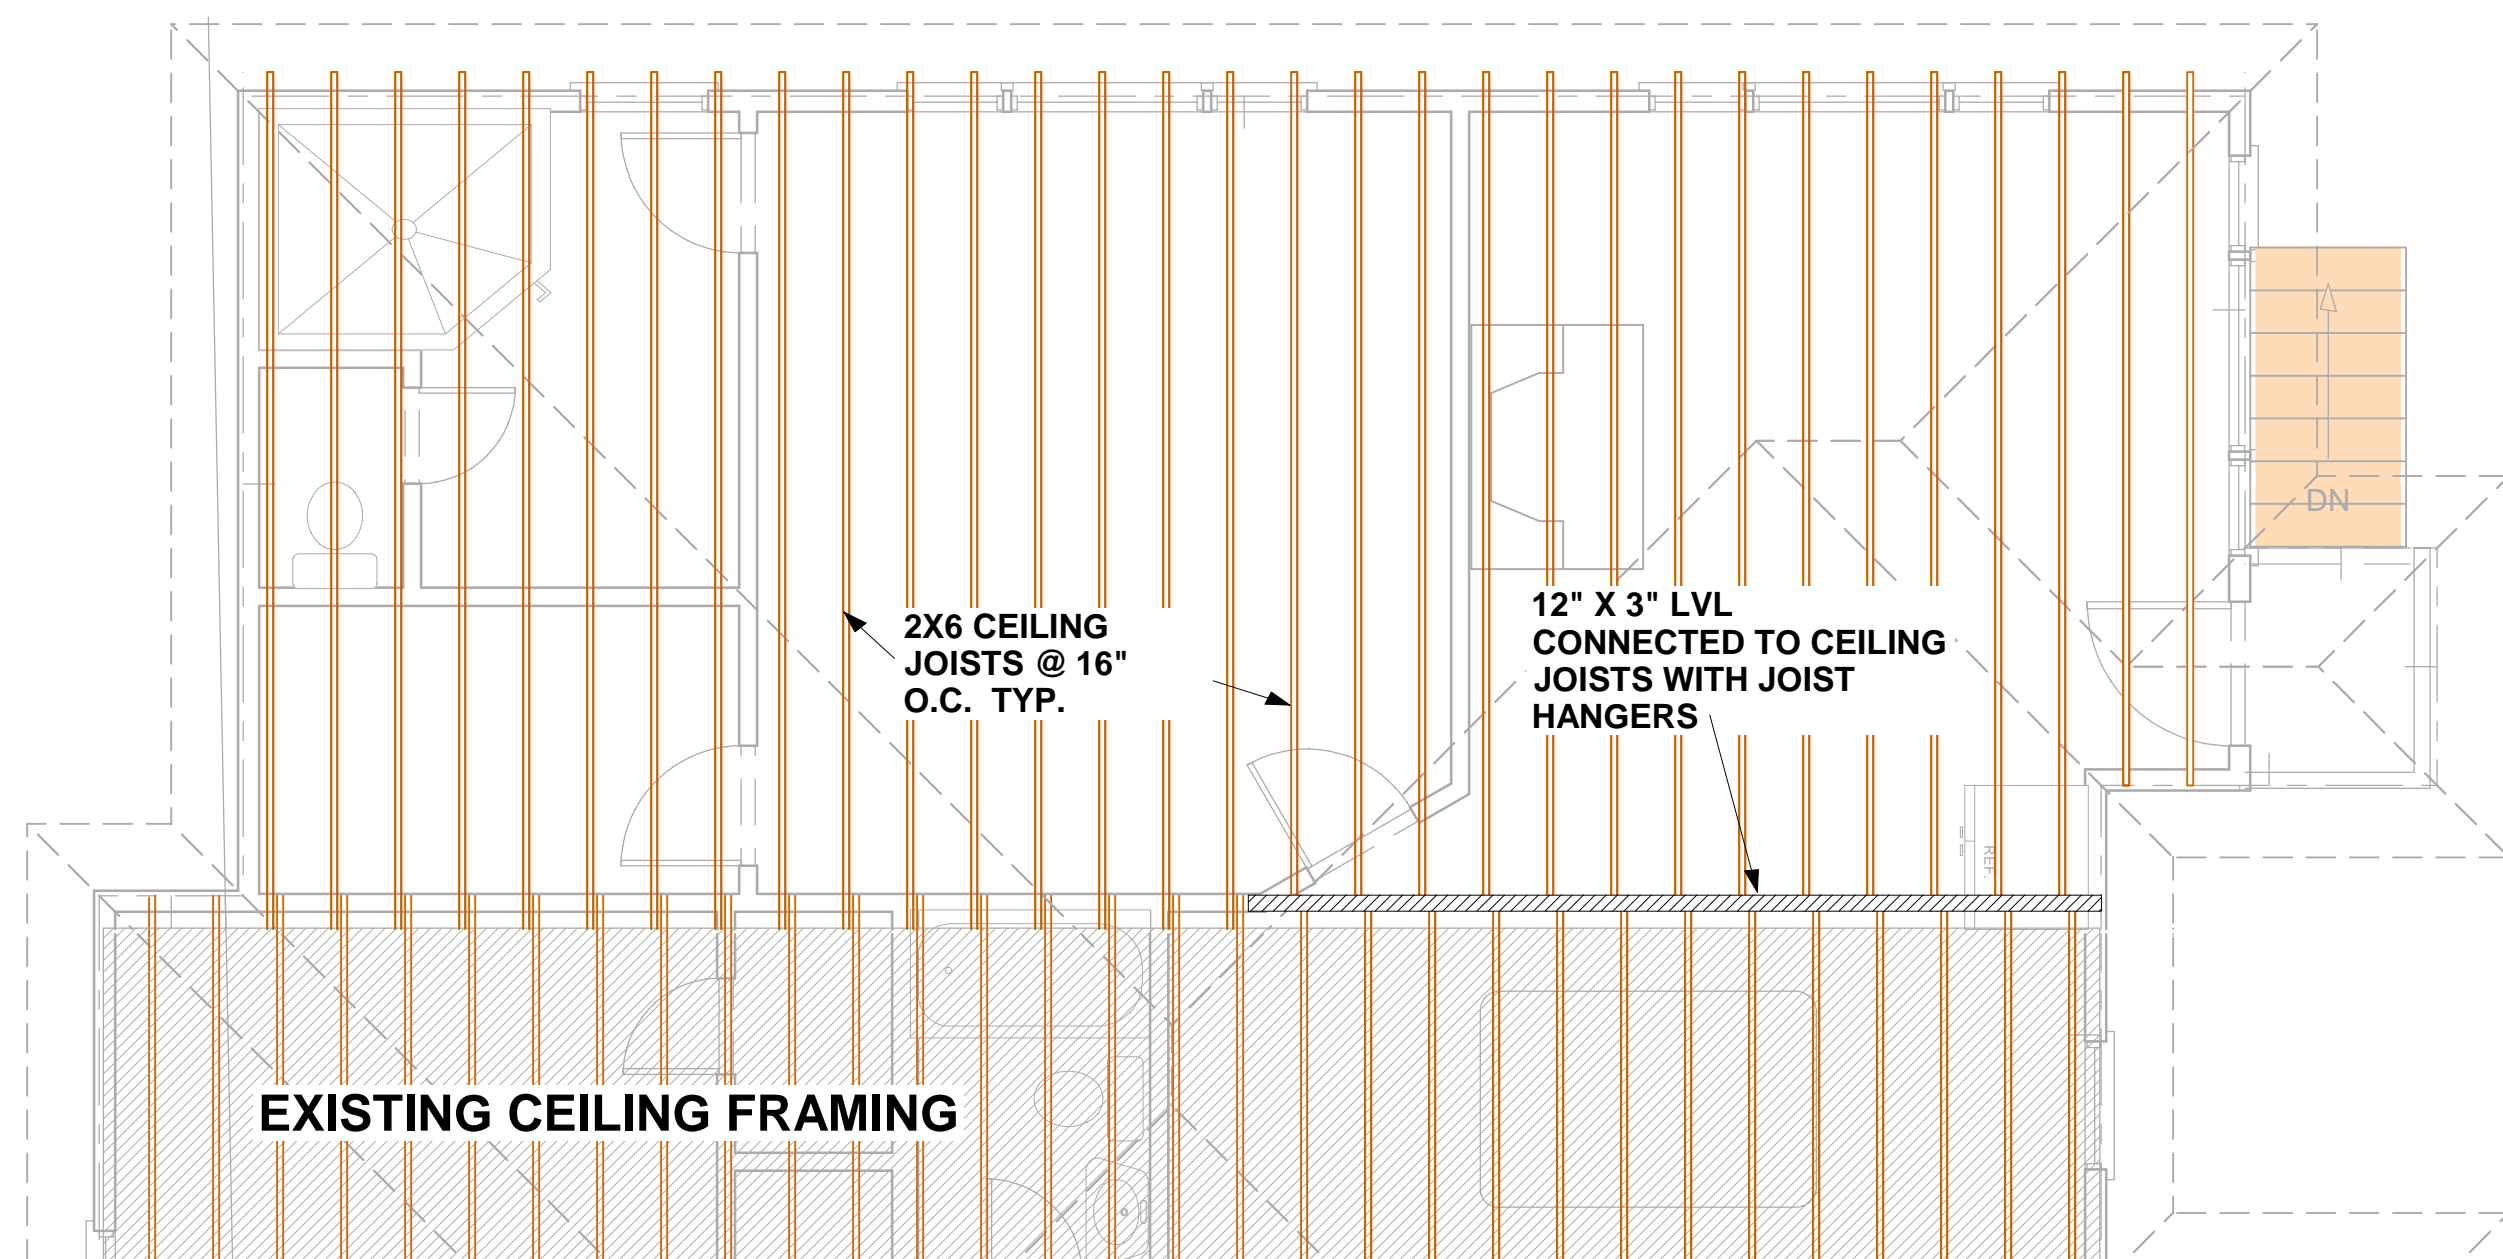 DN
2X6 CEILING
JOISTS @ 16"
O.C. TYP.
12" X 3" LVL
CONNECTED TO CEILING
JOISTS WITH JOIST
HANGERS
REF.
EXISTING CEILING FRAMING